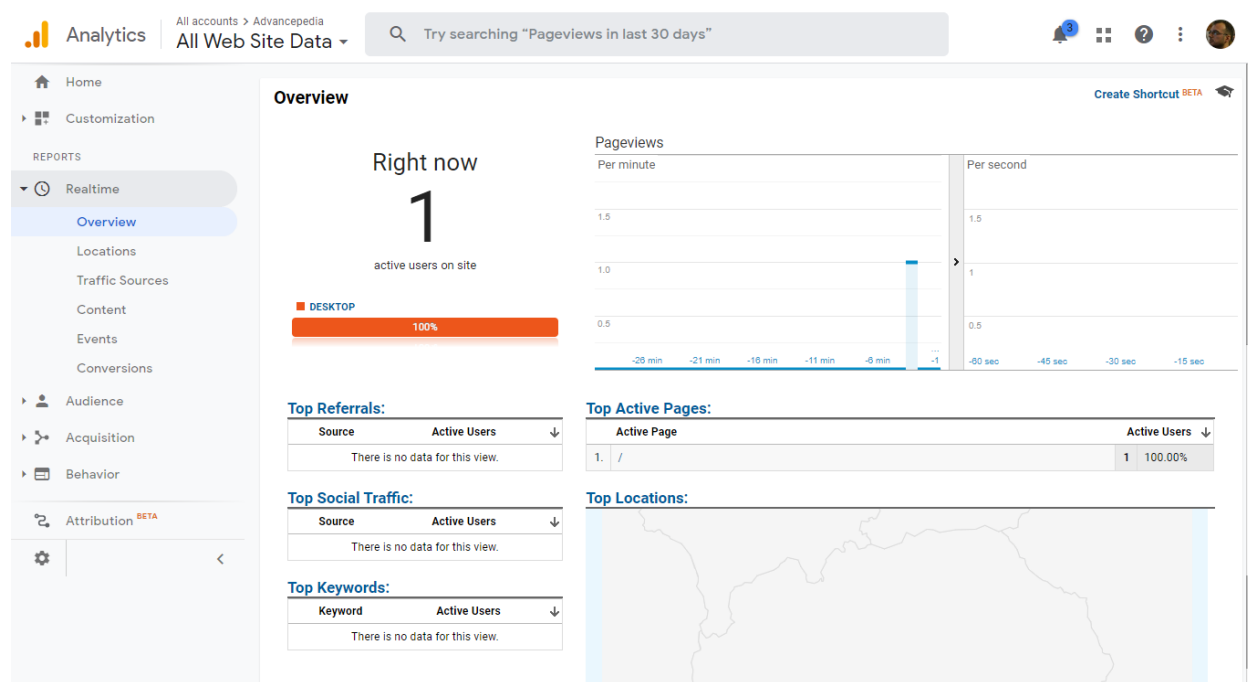 Analytics
All accounts > Advancepedia
All Web Site Data
Try searching “Pageviews in last 30 days”
3
Home
Customization
REPORTS
Realtime
Overview
Locations
Traffic Sources
Content
Events
Conversions
Audience
Acquisition
Behavior
Attribution BETA
Overview
Create Shortcut BETA
Right now
1
active users on site
DESKTOP
100%
Pageviews
Per minute
1.5
1.0
0.5
-26 min -21 min -16 min -11 min -6 min -1
...
Per second
1.5
1
0.5
-60 sec -45 sec -30 sec -15 sec
Top Referrals:
Source Active Users
There is no data for this view.
Top Active Pages:
Active Page Active Users
1. / 1 100.00%
Top Social Traffic:
Source Active Users
There is no data for this view.
Top Locations:
Top Keywords:
Keyword Active Users
There is no data for this view.